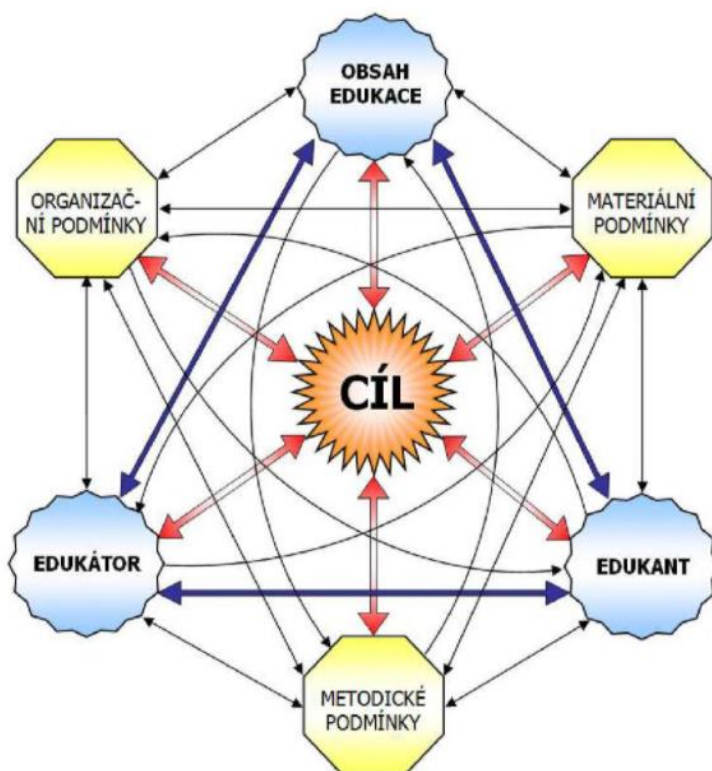 OBSAH
EDUKACE
ORGANIZAČ-
NÍ PODMÍNKY
MATERIÁLNÍ
PODMÍNKY
CÍL
EDUKÁTOR
EDUKANT
METODICKÉ
PODMÍNKY